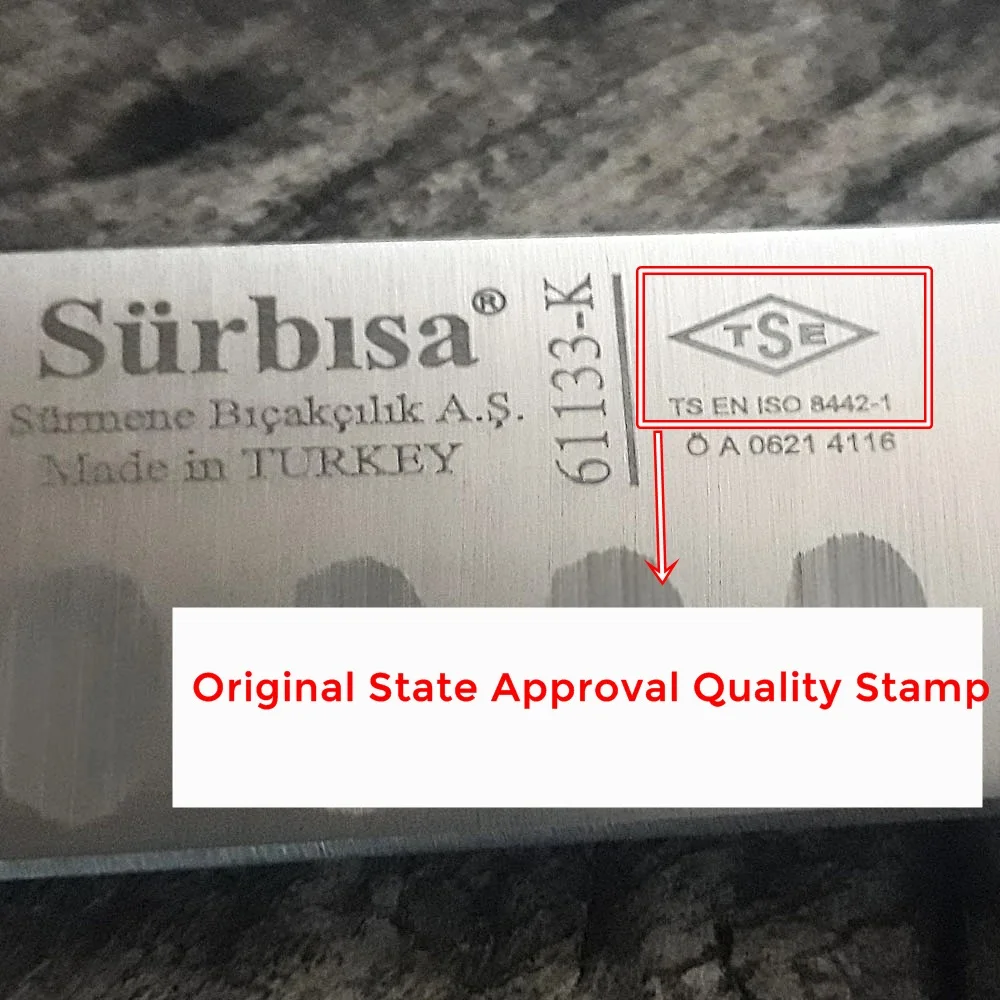 Sürbısa®
Sürmene Bıçakçılık A.Ş.
Made in TURKEY
61133-K
TSE
TS EN ISO 8442-1
Ö A 0621 4116
Original State Approval Quality Stamp